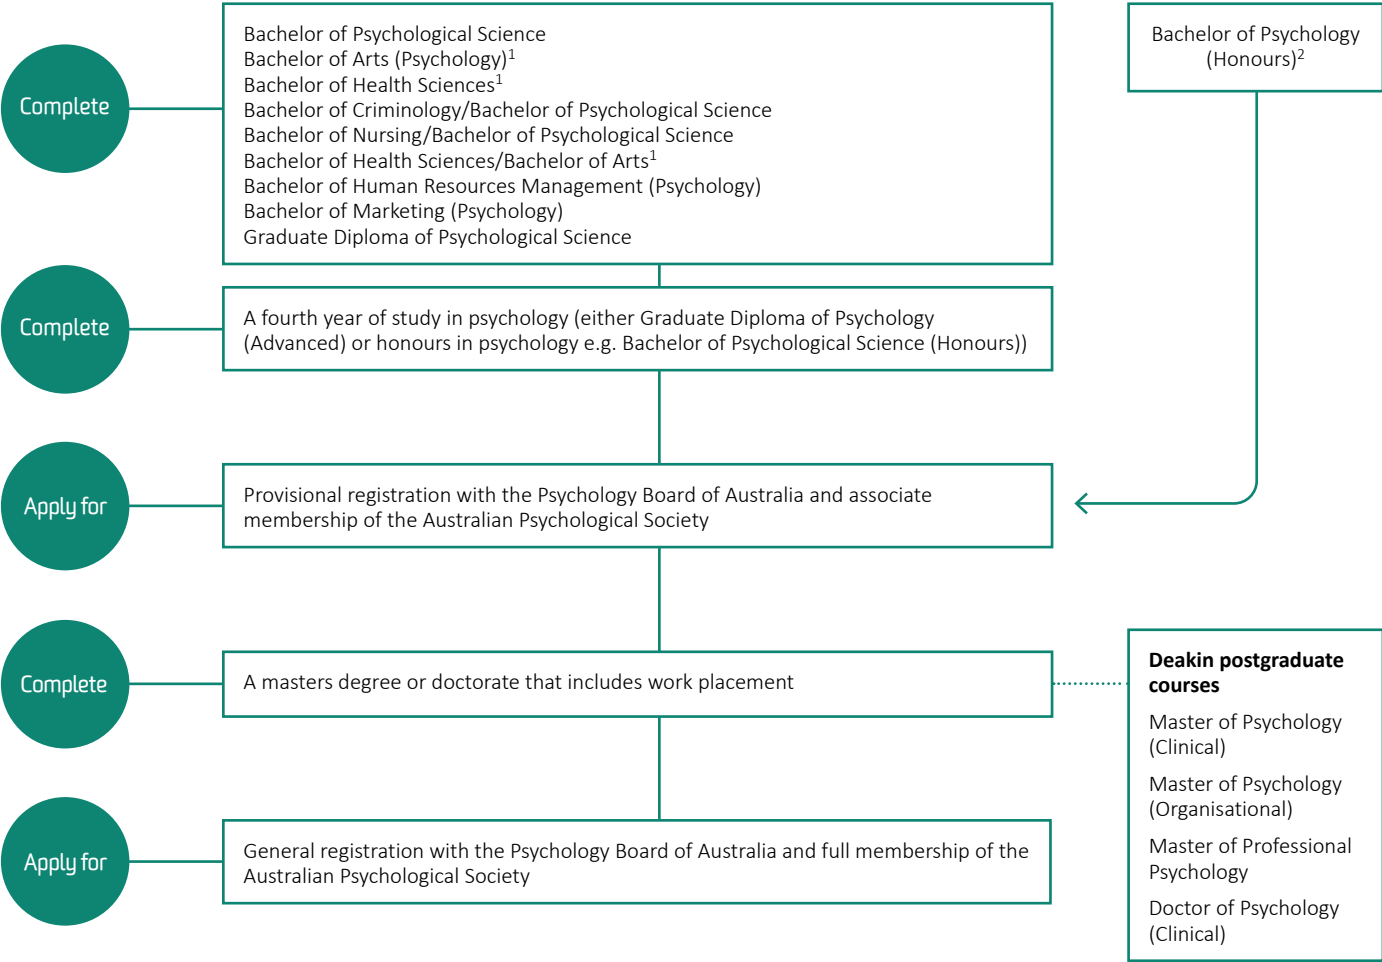 Complete
Bachelor of Psychological Science
Bachelor of Arts (Psychology)1
Bachelor of Health Sciences1
Bachelor of Criminology/Bachelor of Psychological Science
Bachelor of Nursing/Bachelor of Psychological Science
Bachelor of Health Sciences/Bachelor of Arts1
Bachelor of Human Resources Management (Psychology)
Bachelor of Marketing (Psychology)
Graduate Diploma of Psychological Science
Bachelor of Psychology
(Honours)2
Complete
A fourth year of study in psychology (either Graduate Diploma of Psychology
(Advanced) or honours in psychology e.g. Bachelor of Psychological Science (Honours))
Apply for
Provisional registration with the Psychology Board of Australia and associate
membership of the Australian Psychological Society
Complete
A masters degree or doctorate that includes work placement
Deakin postgraduate
courses
Master of Psychology
(Clinical)
Master of Psychology
(Organisational)
Master of Professional
Psychology
Doctor of Psychology
(Clinical)
Apply for
General registration with the Psychology Board of Australia and full membership of the
Australian Psychological Society